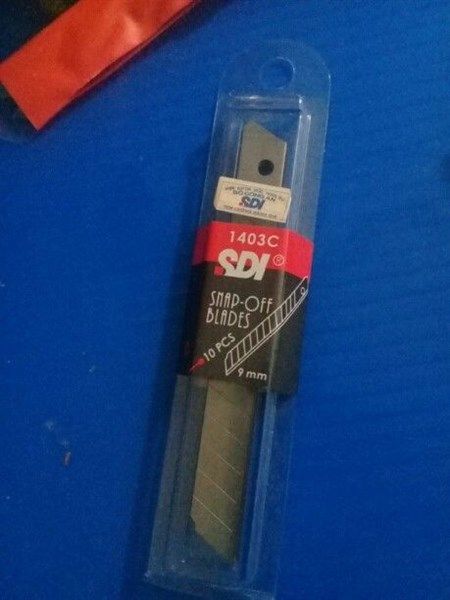 SDI
1403C
SDI®
SNAP-OFF
BLADES
10 PCS
9 mm